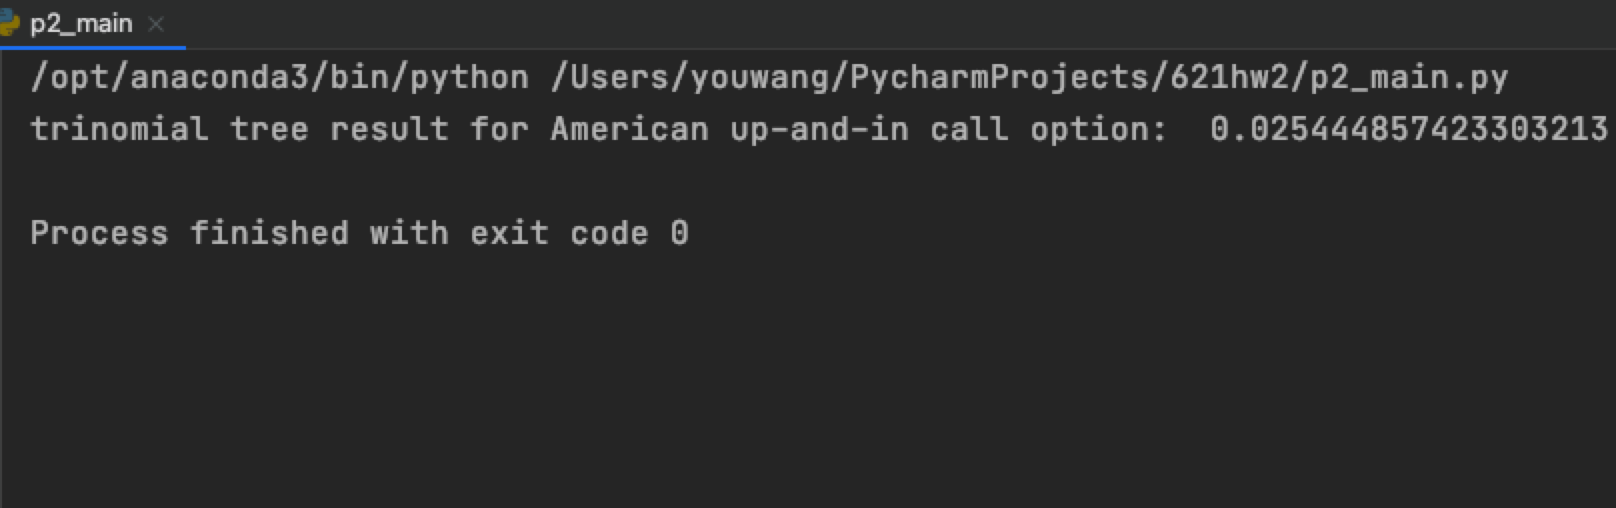 p2_main
/opt/anaconda3/bin/python /Users/youwang/PycharmProjects/621hw2/p2_main.py
trinomial tree result for American up-and-in call option:  0.025444857423303213
Process finished with exit code 0